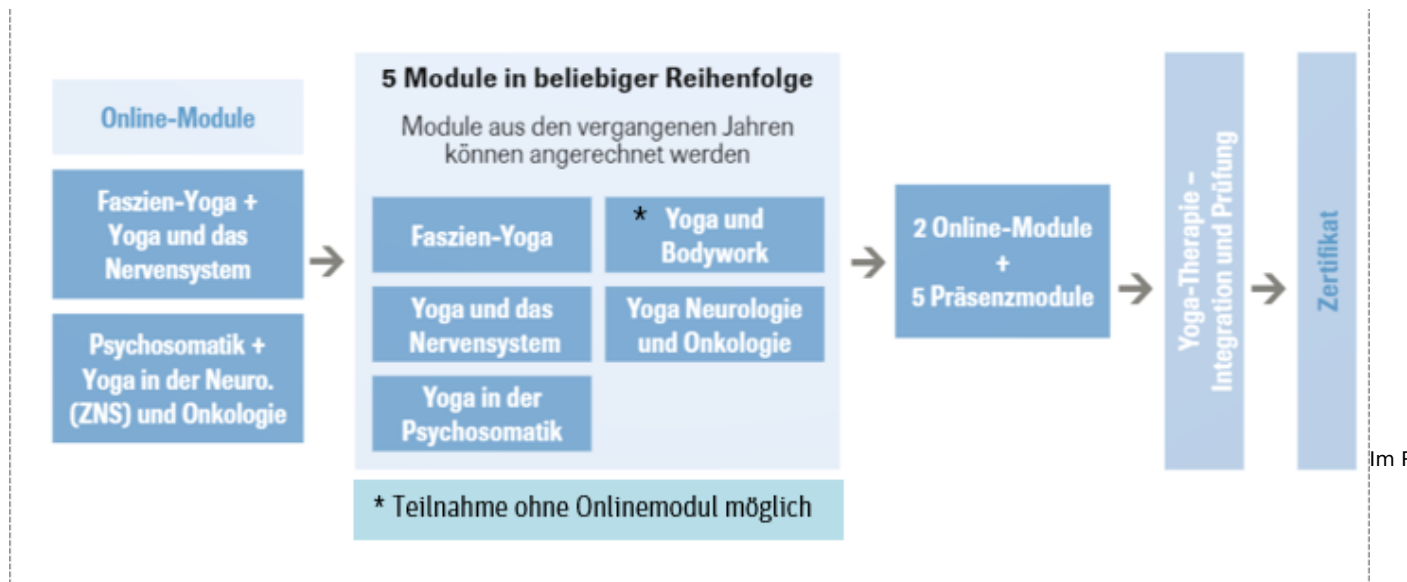 Online-Module
Faszien-Yoga +
Yoga und das
Nervensystem
Psychosomatik +
Yoga in der Neuro.
(ZNS) und Onkologie
5 Module in beliebiger Reihenfolge
Module aus den vergangenen Jahren
können angerechnet werden
Faszien-Yoga
* Yoga und
Bodywork
Yoga und das
Nervensystem
Yoga Neurologie
und Onkologie
Yoga in der
Psychosomatik
* Teilnahme ohne Onlinemodul möglich
2 Online-Module
+
5 Präsenzmodule
Yoga-Therapie –
Integration und Prüfung
Zertifikat
Im